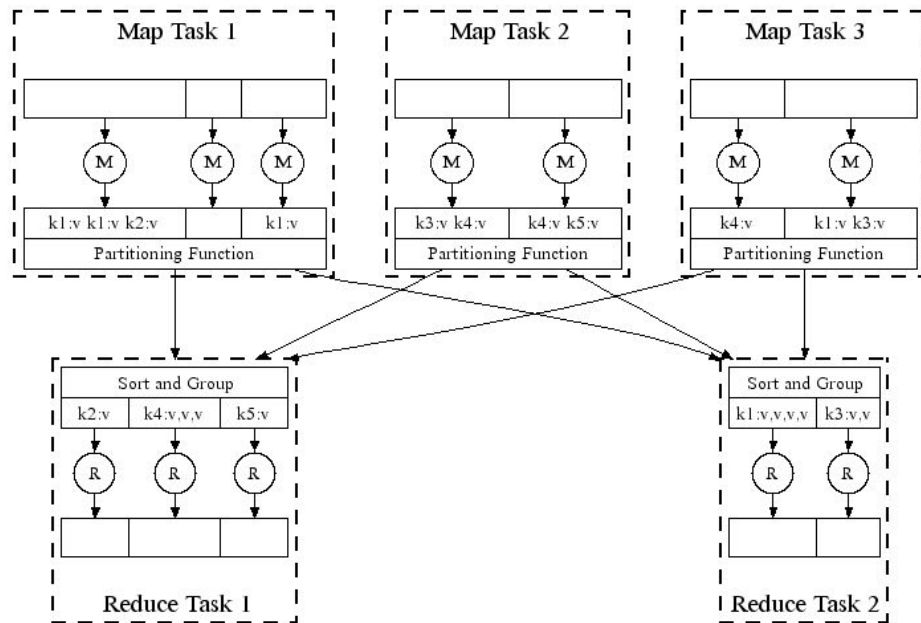 Map Task 1
Map Task 2
Map Task 3
M
M
M
M
M
M
M
k1:v k1:v k2:v
k1:v
k3:v k4:v
k4:v k5:v
k4:v
k1:v k3:v
Partitioning Function
Partitioning Function
Partitioning Function
Sort and Group
Sort and Group
k2:v
k4:v,v,v
k5:v
k1:v,v,v,v
k3:v,v
R
R
R
R
R
Reduce Task 1
Reduce Task 2